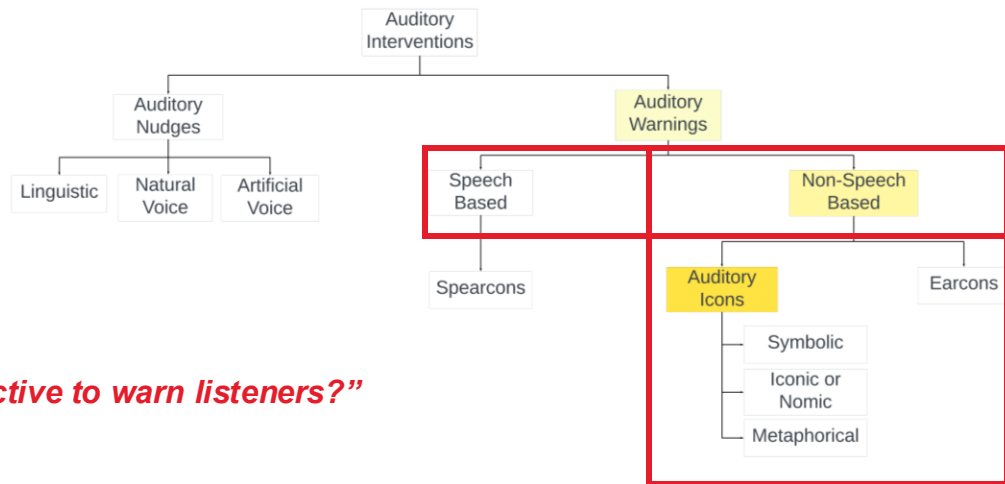 Auditory
Interventions
Auditory
Nudges
Auditory
Warnings
Linguistic
Natural
Voice
Artificial
Voice
Speech
Based
Non-Speech
Based
Spearcons
Auditory
Icons
Earcons
Symbolic
Iconic or
Nomic
Metaphorical
to warn listeners?”